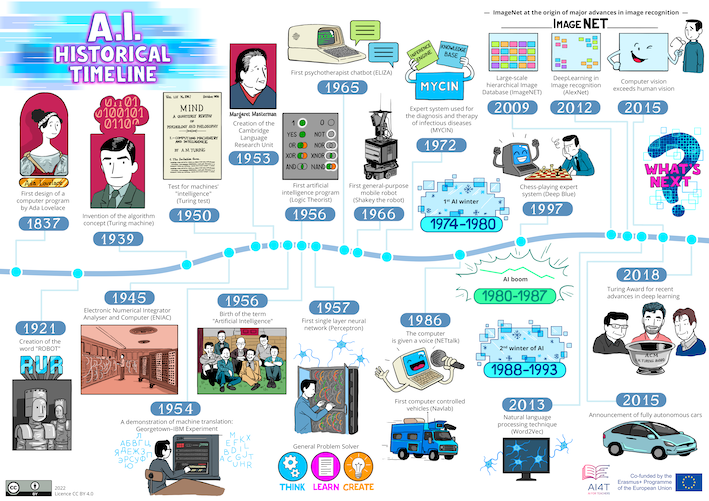 A.I.
HISTORICAL
TIMELINE
Ada Lovelace
First design of a
computer program
by Ada Lovelace
1837
Invention of the algorithm
concept (Turing machine)
1939
MIND
A QUARTERLY REVIEW
OF
PSYCHOLOGY AND PHILOSOPHY
I.—COMPUTING MACHINERY
AND INTELLIGENCE
BY A. M. TURING
Test for machines'
"intelligence"
(Turing test)
1950
Margaret Masterman
Creation of the
Cambridge
Language
Research Unit
1953
First psychotherapist chatbot (ELIZA)
1965
YES
NO
OR
NOT
XOR
NOR
AND
NAND
First artificial
intelligence program
(Logic Theorist)
1956
First general-purpose
mobile robot
(Shakey the robot)
1966
INFERENCE
ENGINE
KNOWLEDGE
BASE
MYCIN
Expert system used for
the diagnosis and therapy
of infectious diseases
(MYCIN)
1972
1st AI winter
1974-1980
ImageNet at the origin of major advances in image recognition
IMAGENET
Large-scale
hierarchical Image
Database (ImageNET)
2009
DeepLearning in
Image recognition
(AlexNet)
2012
Computer vision
exceeds human vision
2015
Chess-playing expert
system (Deep Blue)
1997
WHAT'S
NEXT
1921
Creation of the
word "ROBOT"
RUR
1945
Electronic Numerical Integrator
Analyser and Computer (ENIAC)
1954
A demonstration of machine translation:
Georgetown-IBM Experiment
1956
Birth of the term
"Artificial Intelligence"
1957
First single layer neural
network (Perceptron)
General Problem Solver
THINK
LEARN
CREATE
1986
The computer
is given a voice (NETtalk)
First computer controlled
vehicles (Navlab)
AI boom
1980-1987
2nd winter of AI
1988-1993
2013
Natural language
processing technique
(Word2Vec)
2018
Turing Award for recent
advances in deep learning
ACM
A.M. TURING AWARD
2015
Announcement of fully autonomous cars
2022
Licence CC BY 4.0
AI4T
Co-funded by the
Erasmus+ Programme
of the European Union